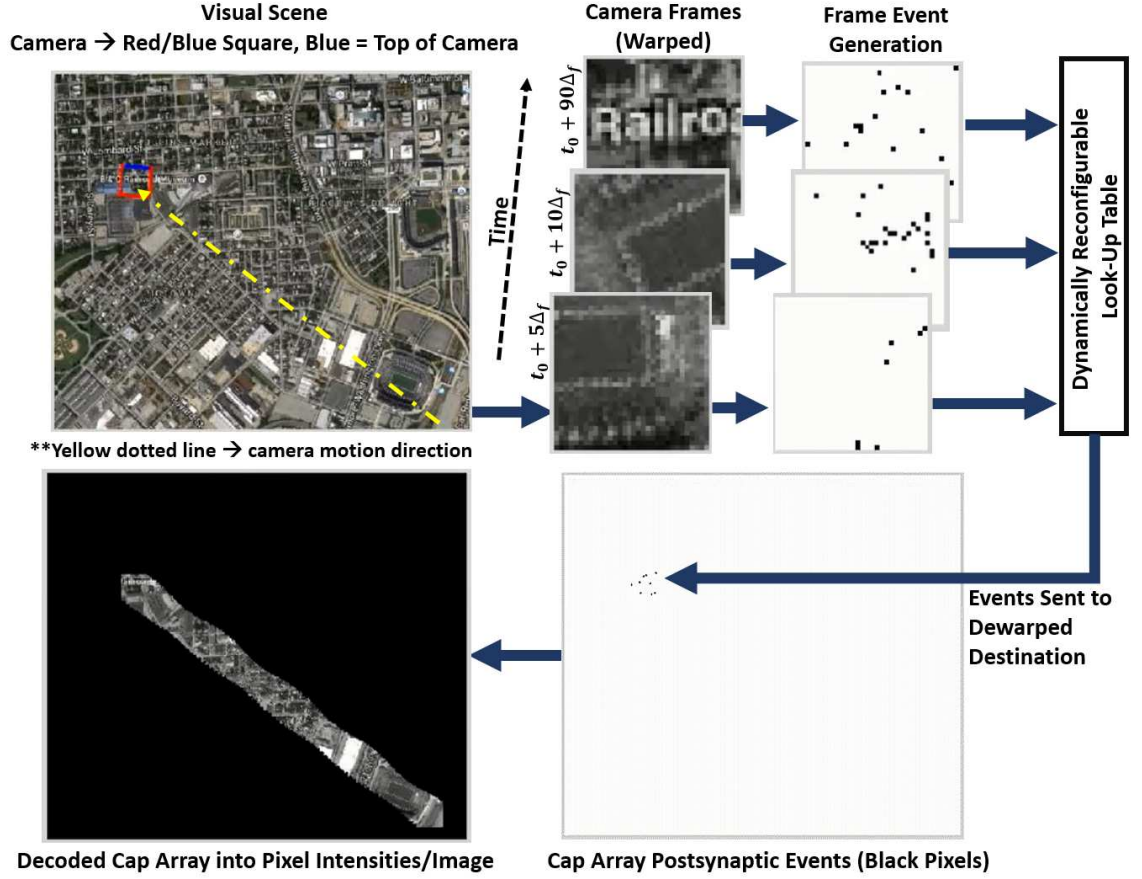 Visual Scene
Camera → Red/Blue Square, Blue = Top of Camera
Camera Frames
(Warped)
Frame Event
Generation
Time
t₀ + 90Δf
t₀ + 10Δf
t₀ + 5Δf
Railro
Dynamically Reconfigurable
Look-Up Table
**Yellow dotted line → camera motion direction
Events Sent to
Dewarped
Destination
Decoded Cap Array into Pixel Intensities/Image
Cap Array Postsynaptic Events (Black Pixels)